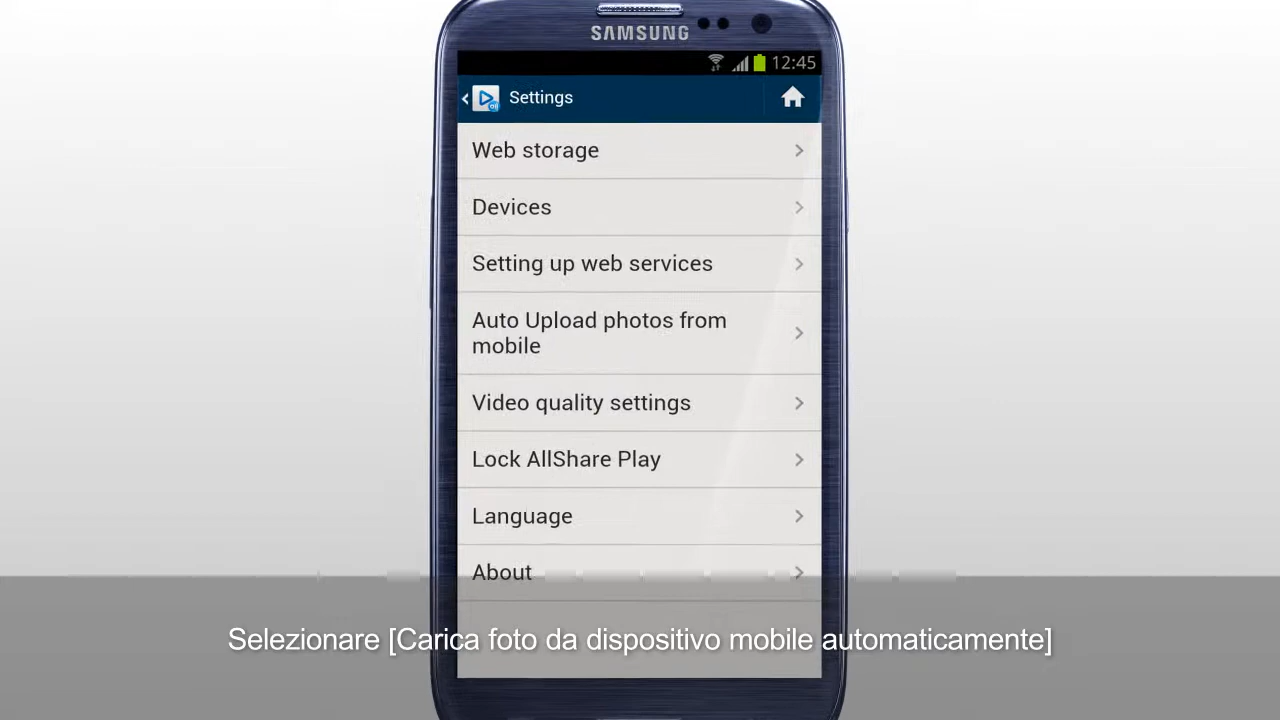 SAMSUNG
12:45
Settings
Web storage
Devices
Setting up web services
Auto Upload photos from
mobile
Video quality settings
Lock AllShare Play
Language
About
Selezionare [Carica foto da dispositivo mobile automaticamente]